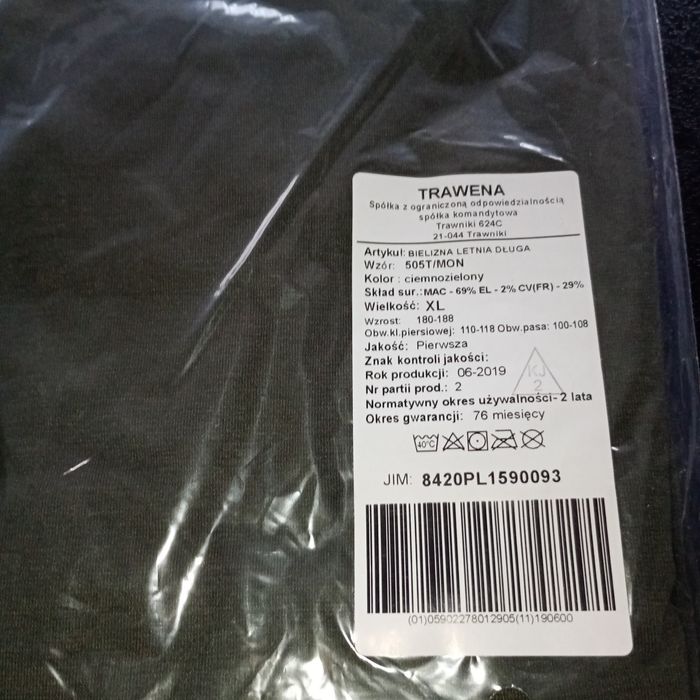 TRAWENA
Spółka z ograniczoną odpowiedzialnością
spółka komandytowa
Trawniki 624C
21-044 Trawniki
Artykuł: BIELIZNA LETNIA DŁUGA
Wzór: 505T/MON
Kolor : ciemnozielony
Skład sur.: MAC - 69% EL - 2% CV(FR) - 29%
Wielkość: XL
Wzrost: 180-188
Obw.kl.piersiowej: 110-118 Obw.pasa: 100-108
Jakość: Pierwsza
Znak kontroli jakości:
KJ
2
Rok produkcji: 06-2019
Nr partii prod.: 2
Normatywny okres używalności- 2 lata
Okres gwarancji: 76 miesięcy
40°C
JIM: 8420PL1590093
(01)05902278012905(11)190600